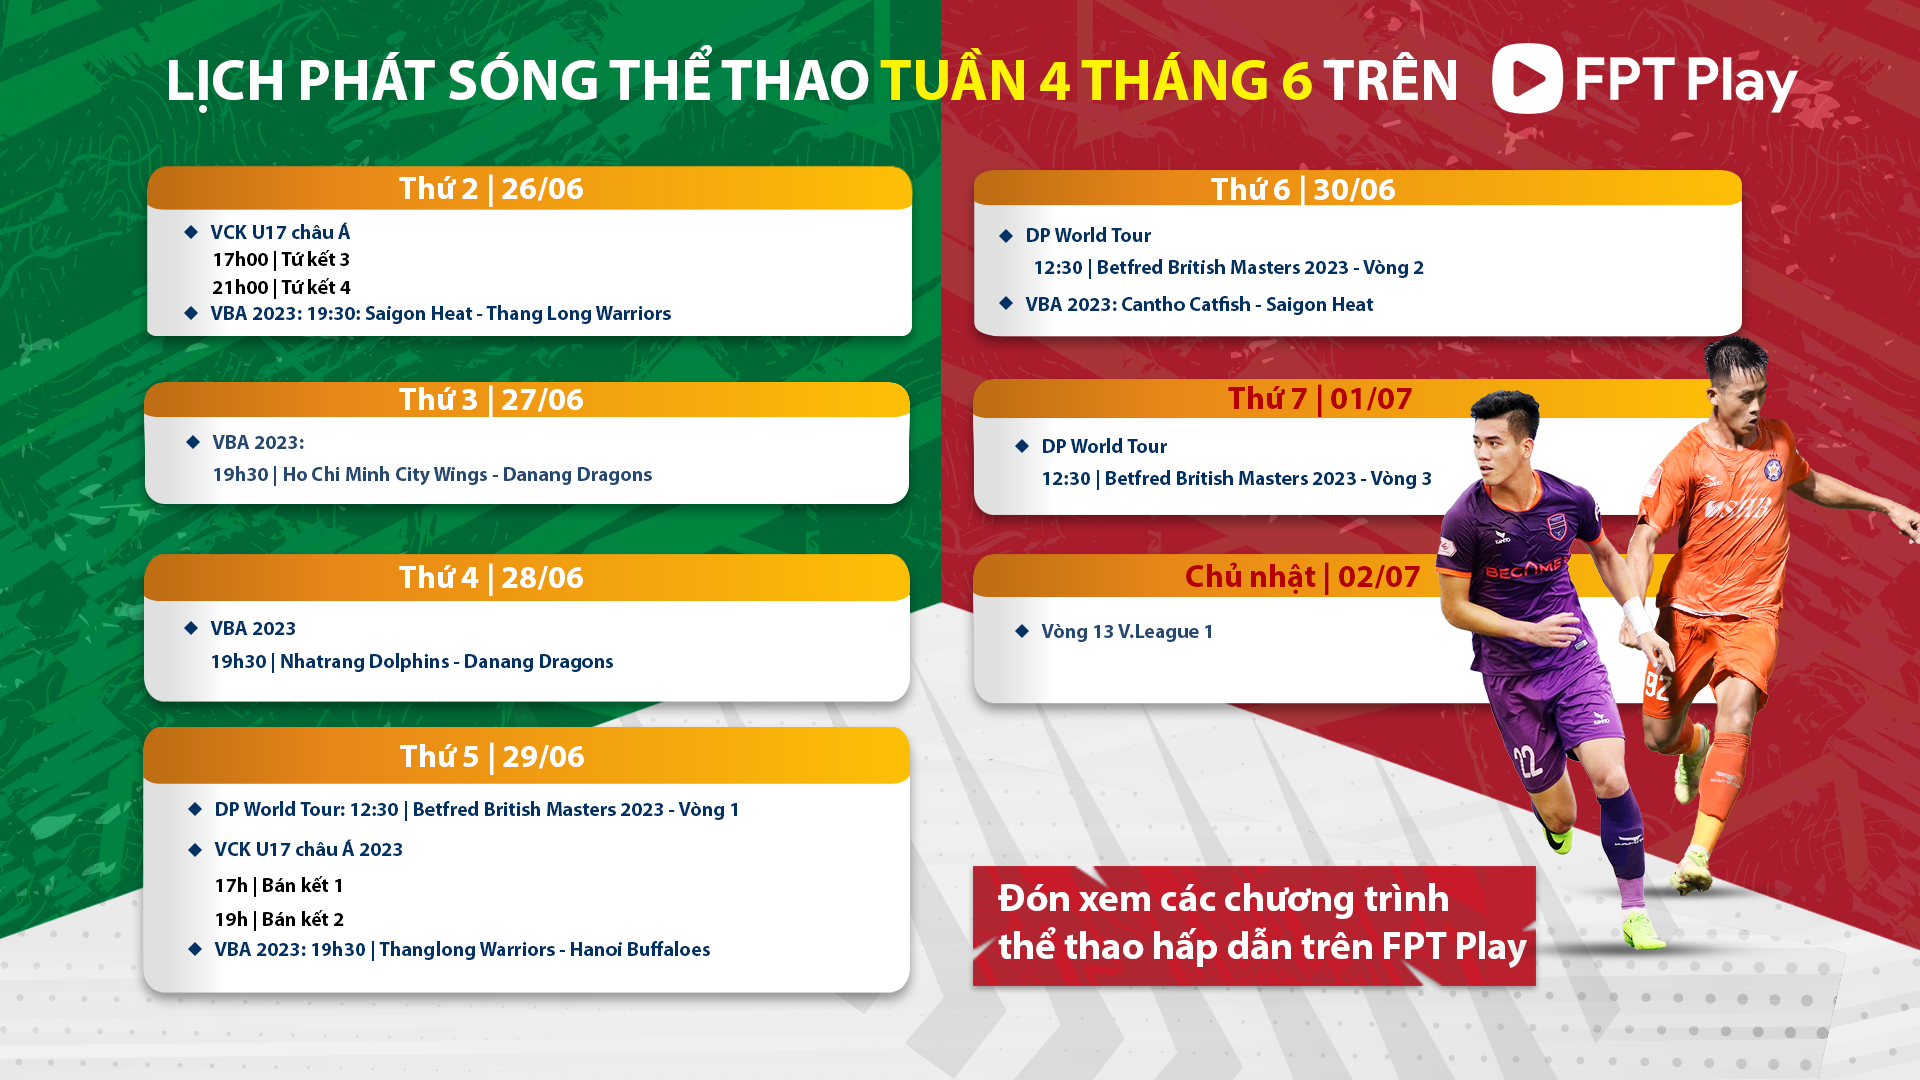 LỊCH PHÁT SÓNG THỂ THAO TUẦN 4 THÁNG 6 TRÊN FPT Play
Thứ 2 | 26/06
VCK U17 châu Á
17h00 | Tứ kết 3
21h00 | Tứ kết 4
VBA 2023: 19:30: Saigon Heat - Thang Long Warriors
Thứ 3 | 27/06
VBA 2023:
19h30 | Ho Chi Minh City Wings - Danang Dragons
Thứ 4 | 28/06
VBA 2023
19h30 | Nhatrang Dolphins - Danang Dragons
Thứ 5 | 29/06
DP World Tour: 12:30 | Betfred British Masters 2023 - Vòng 1
VCK U17 châu Á 2023
17h | Bán kết 1
19h | Bán kết 2
VBA 2023: 19h30 | Thanglong Warriors - Hanoi Buffaloes
Thứ 6 | 30/06
DP World Tour
12:30 | Betfred British Masters 2023 - Vòng 2
VBA 2023: Cantho Catfish - Saigon Heat
Thứ 7 | 01/07
DP World Tour
12:30 | Betfred British Masters 2023 - Vòng 3
Chủ nhật | 02/07
Vòng 13 V.League 1
SHB
BECAME
92
22
Đón xem các chương trình
thể thao hấp dẫn trên FPT Play